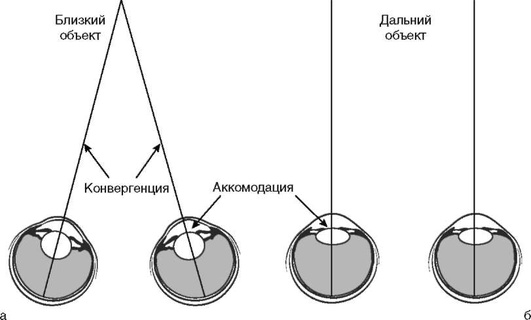 Близкий
объект
Дальний
объект
Конвергенция
Аккомодация
а
б